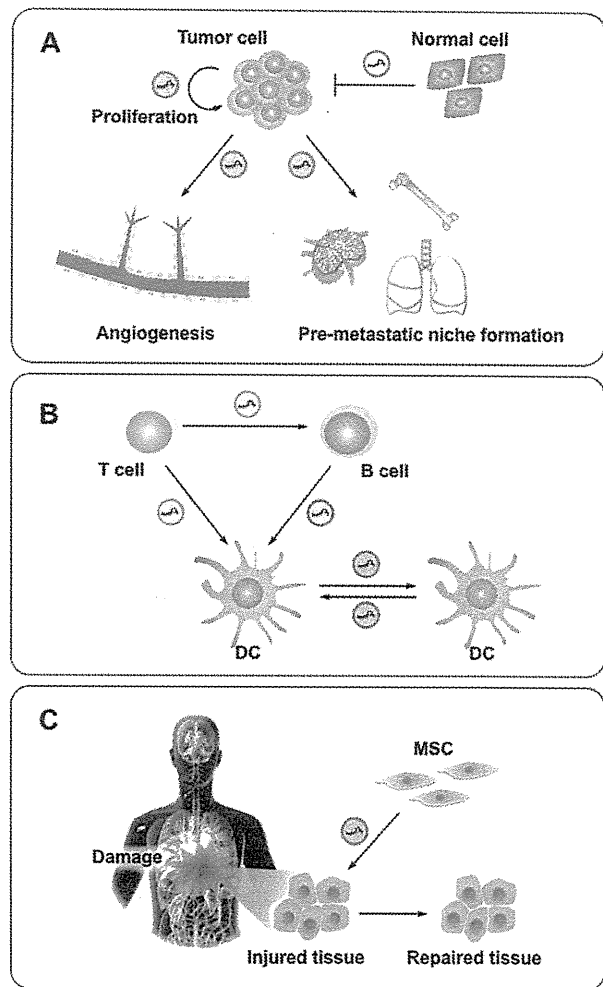 A
Tumor cell
Normal cell
Proliferation
Angiogenesis
Pre-metastatic niche formation
B
T cell
B cell
DC
DC
C
MSC
Damage
Injured tissue
Repaired tissue